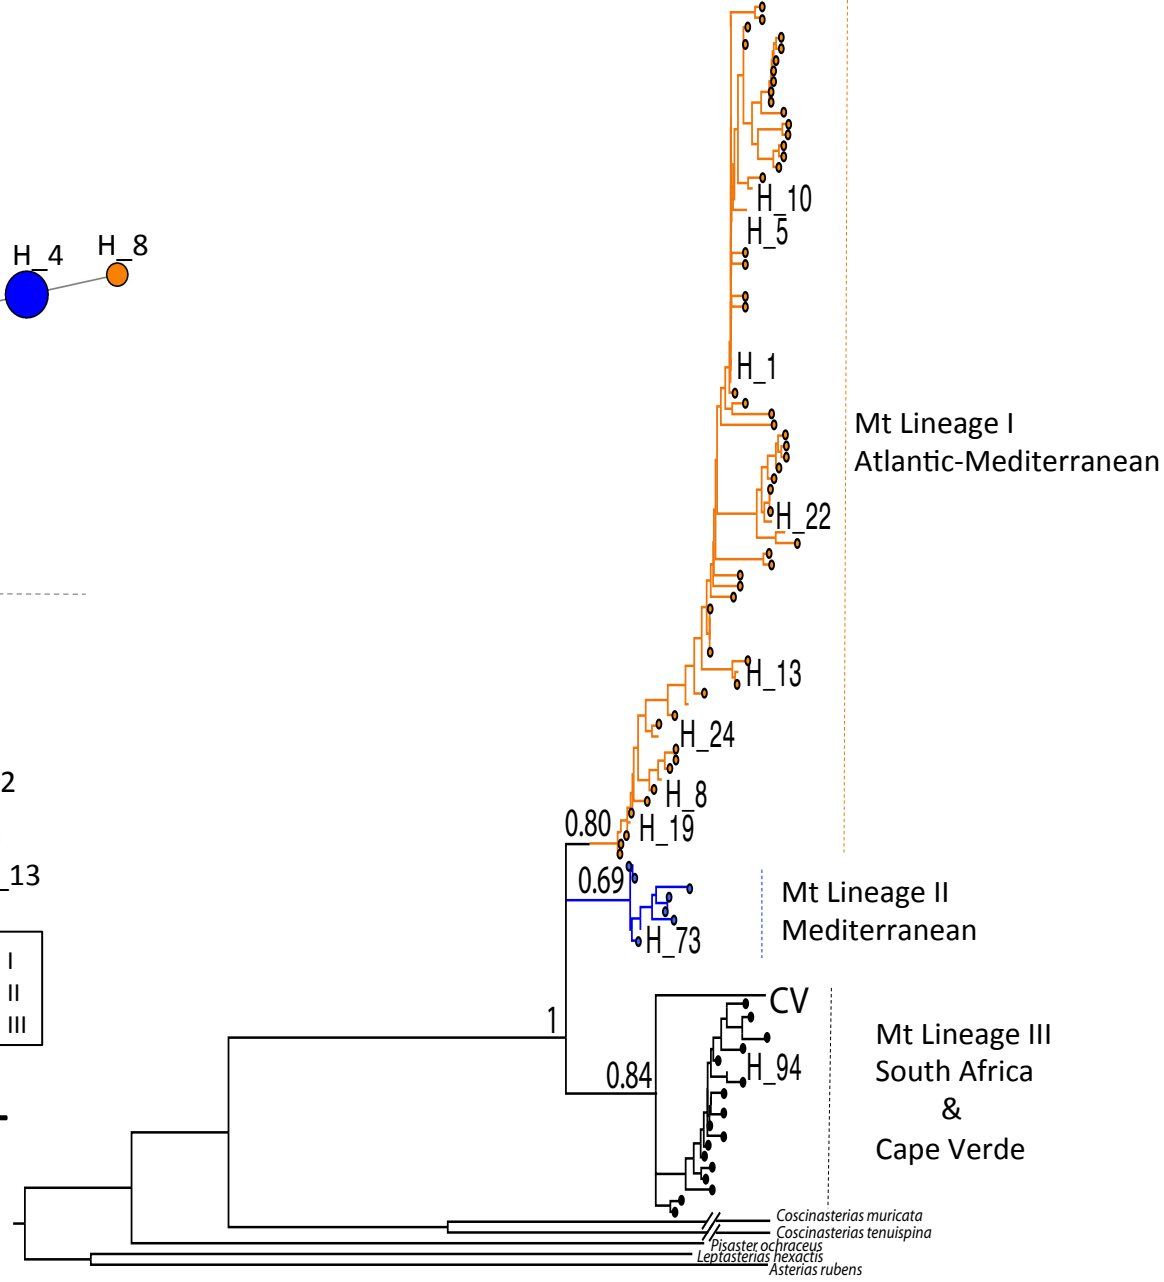 H_10
H_5
H_4
H_8
H_1
Mt Lineage I
Atlantic-Mediterranean
H_22
H_13
H_24
2
H_8
0.80
H_19
_13
0.69
Mt Lineage II
Mediterranean
H_73
I
II
III
CV
1
Mt Lineage III
South Africa
&
Cape Verde
0.84
H_94
Coscinasterias muricata
Coscinasterias tenuispina
Pisaster ochraceus
Leptasterias hexactis
Asterias rubens